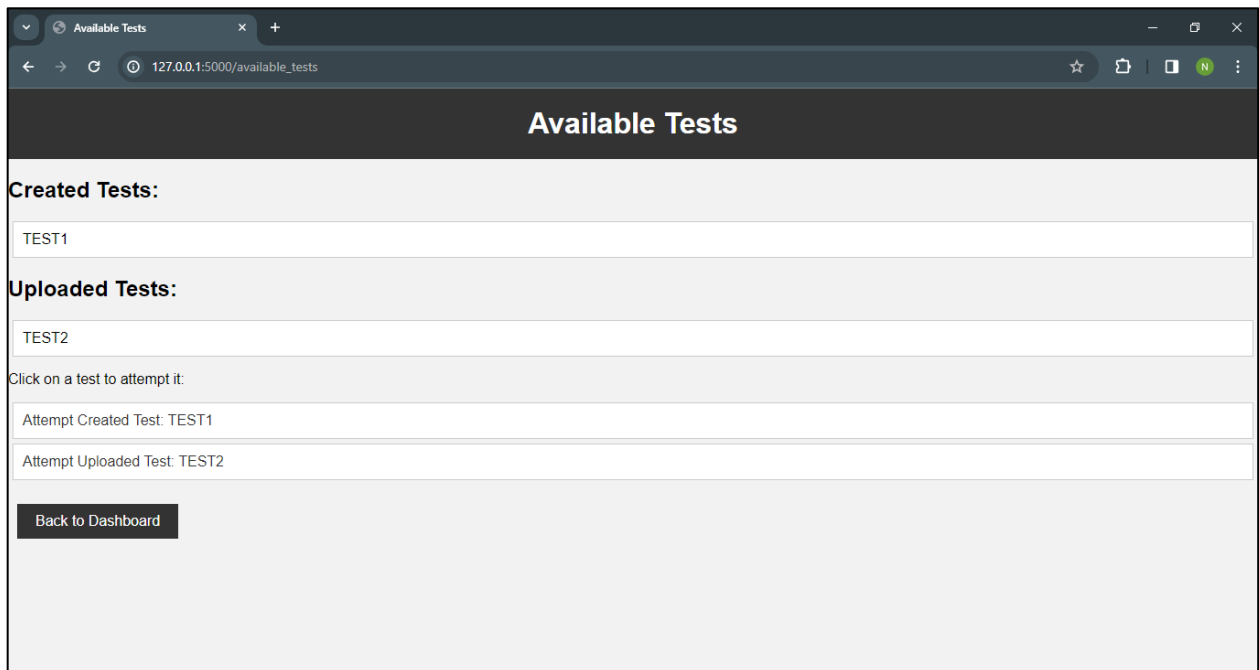 Available Tests
127.0.0.1:5000/available_tests
N
Available Tests
Created Tests:
TEST1
Uploaded Tests:
TEST2
Click on a test to attempt it:
Attempt Created Test: TEST1
Attempt Uploaded Test: TEST2
Back to Dashboard